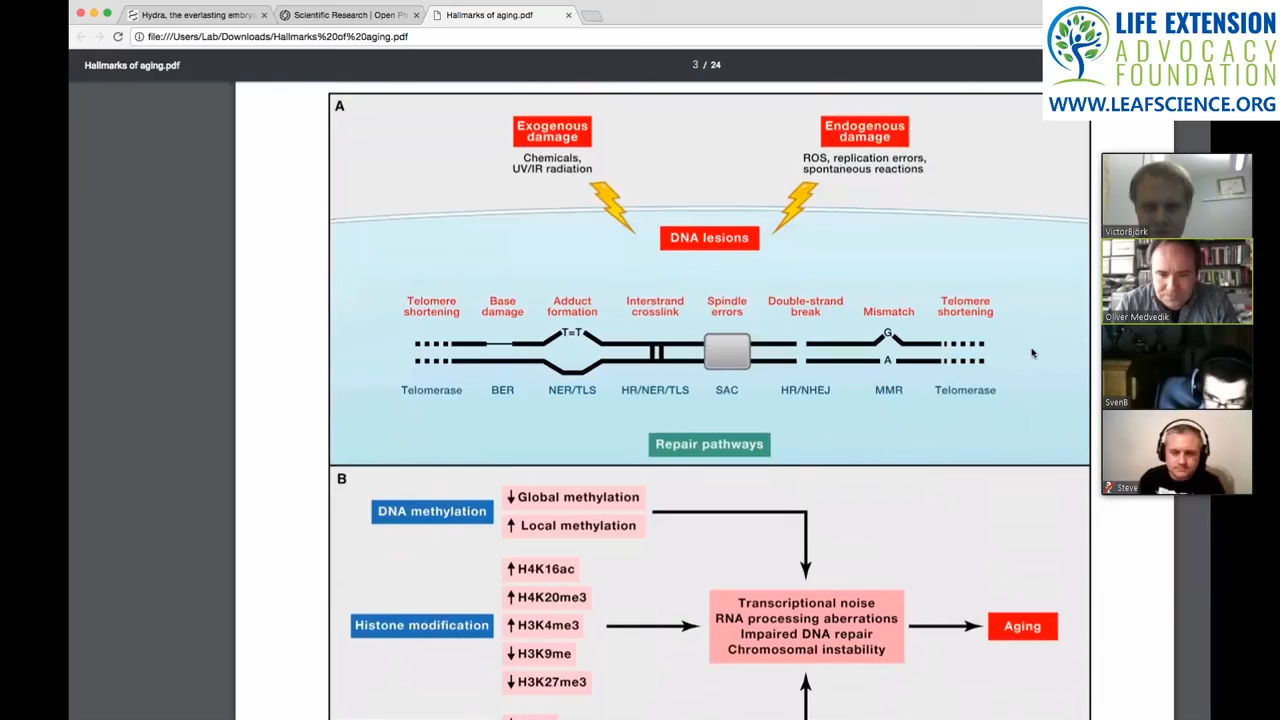 Hydra, the everlasting embryo
Scientific Research | Open Ph
Hallmarks of aging.pdf
file:///Users/Lab/Downloads/Hallmarks%20of%20aging.pdf
Hallmarks of aging.pdf
3 / 24
LIFE EXTENSION
ADVOCACY
FOUNDATION
WWW.LEAFSCIENCE.ORG
A
Exogenous
damage
Chemicals,
UV/IR radiation
Endogenous
damage
ROS, replication errors,
spontaneous reactions
DNA lesions
Telomere
shortening
Base
damage
Adduct
formation
Interstrand
crosslink
Spindle
errors
Double-strand
break
Mismatch
Telomere
shortening
T=T
G
A
Telomerase
BER
NER/TLS
HR/NER/TLS
SAC
HR/NHEJ
MMR
Telomerase
Repair pathways
B
DNA methylation
Global methylation
Local methylation
Histone modification
H4K16ac
H4K20me3
H3K4me3
H3K9me
H3K27me3
Transcriptional noise
RNA processing aberrations
Impaired DNA repair
Chromosomal instability
Aging
VictorBjörk
Oliver Medvedik
SvenB
Steve